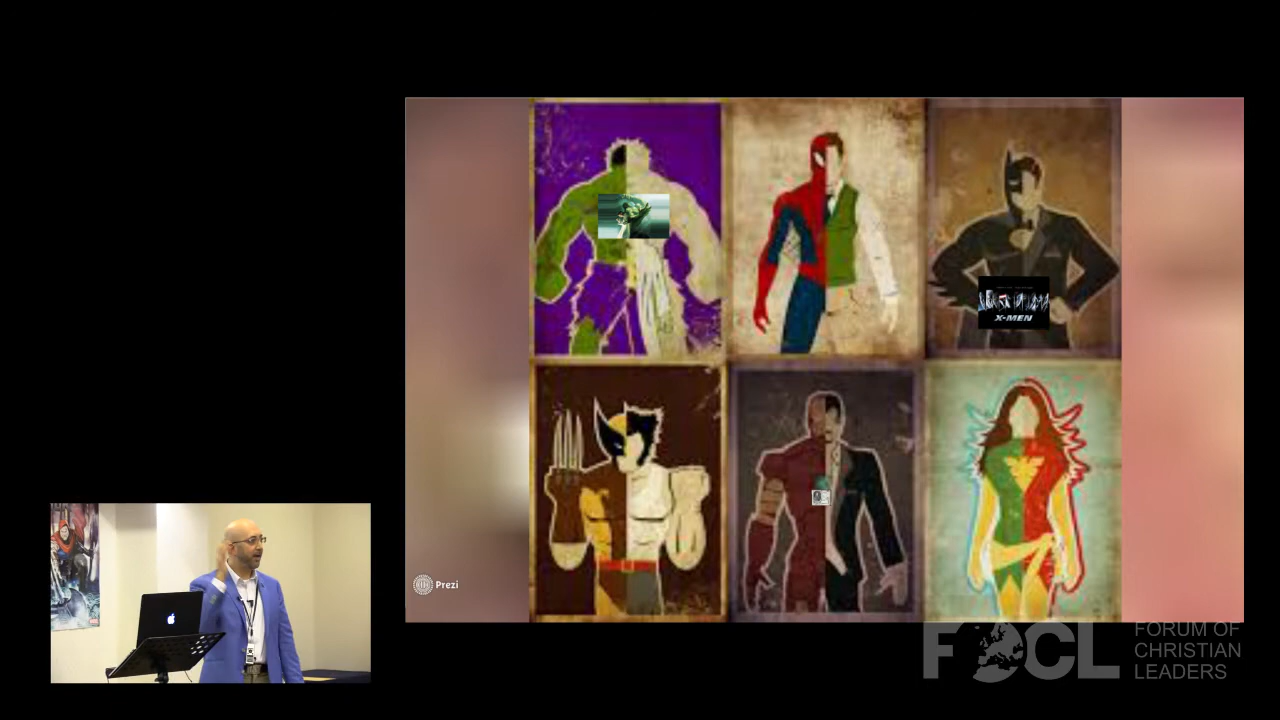 X-MEN
Prezi
FOCL
FORUM OF
CHRISTIAN
LEADERS